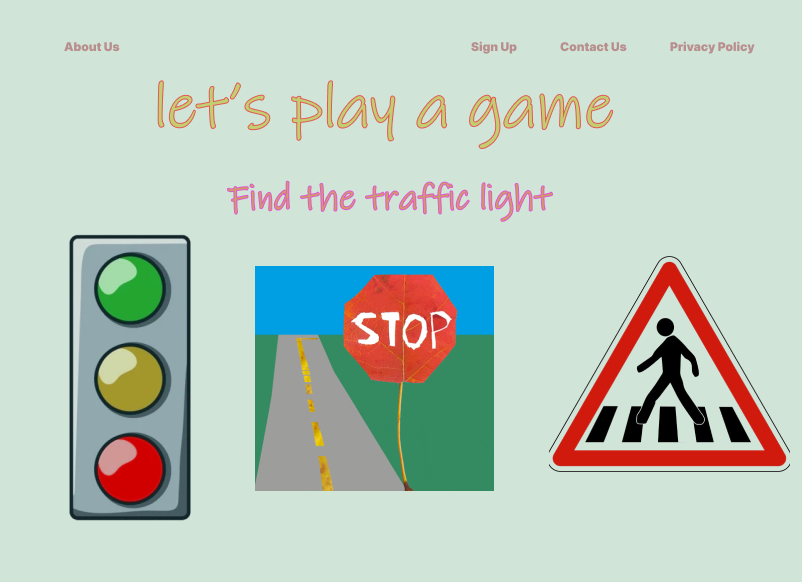 About Us Sign Up Contact Us Privacy Policy
let's play a game
Find the traffic light
STOP